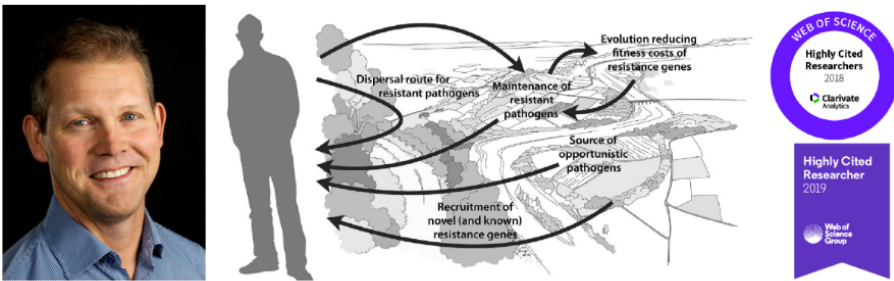 Evolution reducing
fitness costs of
resistance genes
Dispersal route for
resistant pathogens
Maintenance of
resistant
pathogens
Source of
opportunistic
pathogens
Recruitment of
novel (and known)
resistance genes
WEB OF SCIENCE
Highly Cited
Researchers
2018
Clarivate
Analytics
Highly Cited
Researcher
2019
Web of
Science
Group